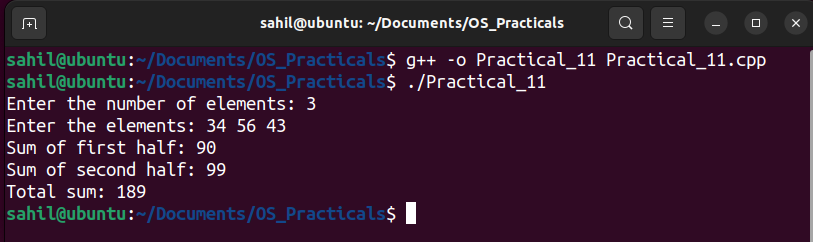 sahil@ubuntu: ~/Documents/OS_Practicals
sahil@ubuntu:~/Documents/OS_Practicals$ g++ -o Practical_11 Practical_11.cpp
sahil@ubuntu:~/Documents/OS_Practicals$ ./Practical_11
Enter the number of elements: 3
Enter the elements: 34 56 43
Sum of first half: 90
Sum of second half: 99
Total sum: 189
sahil@ubuntu:~/Documents/OS_Practicals$